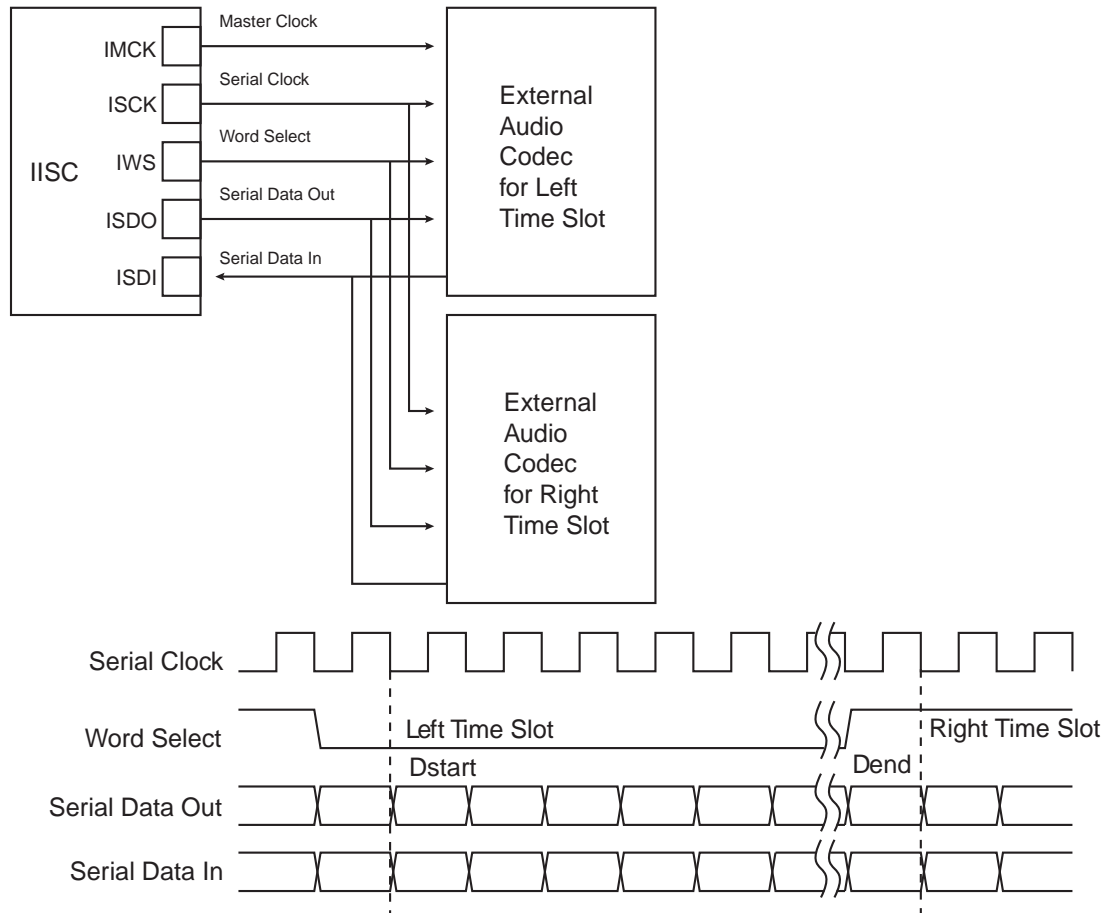 Master Clock
IMCK
Serial Clock
ISCK
Word Select
IWS
IISC
Serial Data Out
ISDO
Serial Data In
ISDI
External
Audio
Codec
for Left
Time Slot
External
Audio
Codec
for Right
Time Slot
Serial Clock
Word Select
Left Time Slot
Right Time Slot
Dstart
Dend
Serial Data Out
Serial Data In